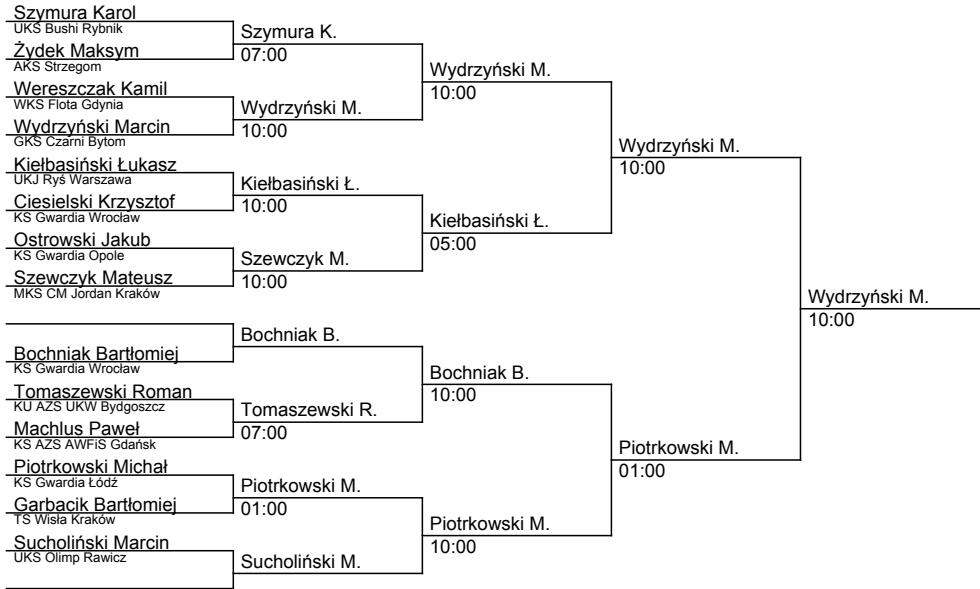 Szymura Karol
UKS Bushi Rybnik
Żydek Maksym
AKS Strzegom
Wereszczak Kamil
WKS Flota Gdynia
Wydrzyński Marcin
GKS Czarni Bytom
Kiełbasiński Łukasz
UKJ Ryś Warszawa
Ciesielski Krzysztof
KS Gwardia Wrocław
Ostrowski Jakub
KS Gwardia Opole
Szewczyk Mateusz
MKS CM Jordan Kraków
Bochniak Bartłomiej
KS Gwardia Wrocław
Tomaszewski Roman
KU AZS UKW Bydgoszcz
Machlus Paweł
KS AZS AWFiS Gdańsk
Piotrkowski Michał
KS Gwardia Łódź
Garbacik Bartłomiej
TS Wisła Kraków
Sucholiński Marcin
UKS Olimp Rawicz
Szymura K.
07:00
Wydrzyński M.
10:00
Kiełbasiński Ł.
10:00
Szewczyk M.
10:00
Bochniak B.
Tomaszewski R.
07:00
Piotrkowski M.
01:00
Sucholiński M.
Wydrzyński M.
10:00
Kiełbasiński Ł.
05:00
Bochniak B.
10:00
Piotrkowski M.
10:00
Wydrzyński M.
10:00
Piotrkowski M.
01:00
Wydrzyński M.
10:00